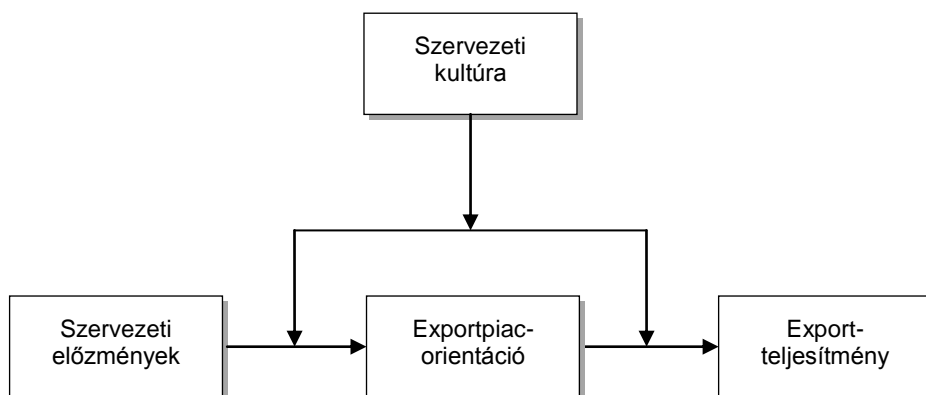 Szervezeti
kultúra
Szervezeti
előzmények
Exportpiac-
orientáció
Export-
teljesítmény